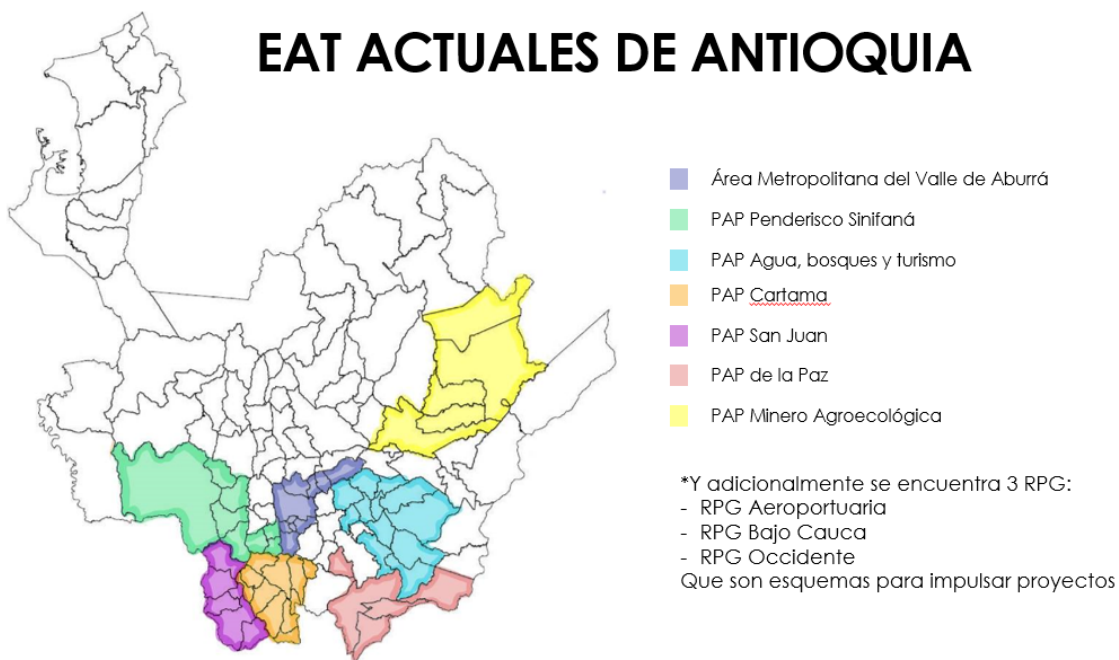 EAT ACTUALES DE ANTIOQUIA
Área Metropolitana del Valle de Aburrá
PAP Penderisco Sinifaná
PAP Agua, bosques y turismo
PAP Cartama
PAP San Juan
PAP de la Paz
PAP Minero Agroecológica
*Y adicionalmente se encuentra 3 RPG:
- RPG Aeroportuaria
- RPG Bajo Cauca
- RPG Occidente
Que son esquemas para impulsar proyectos